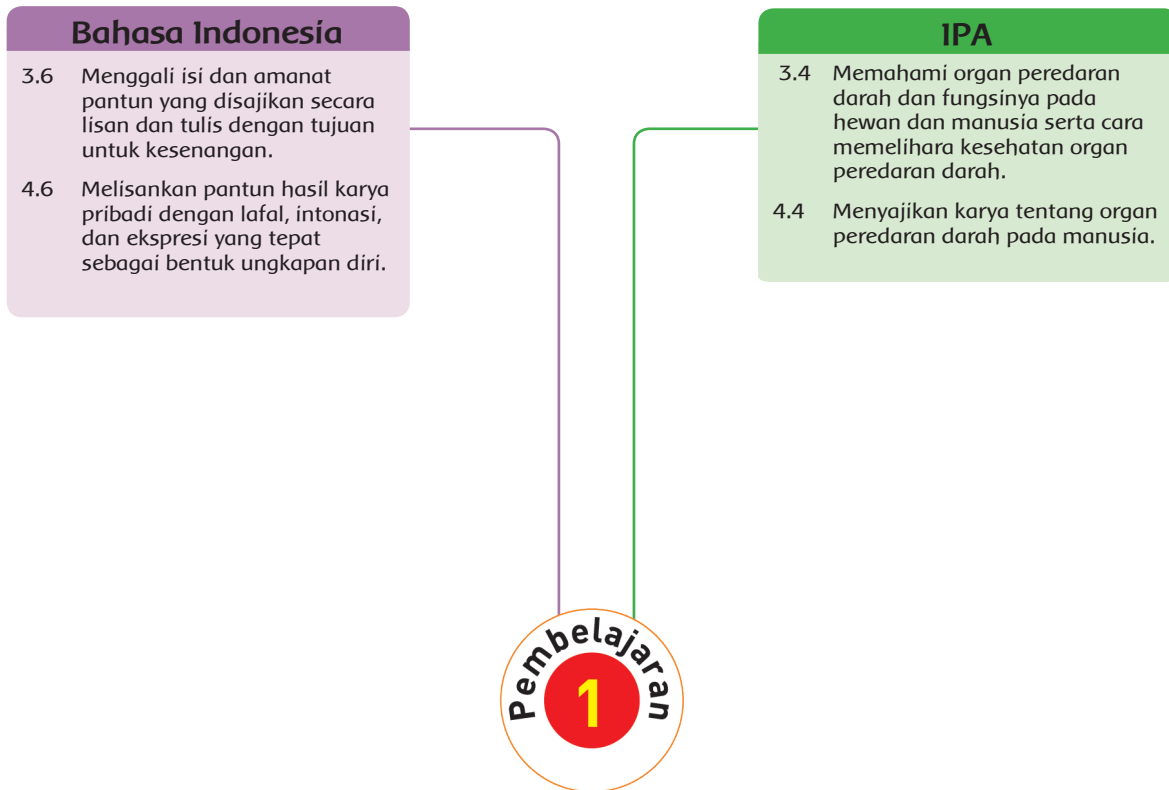 Bahasa Indonesia
3.6 Menggali isi dan amanat
pantun yang disajikan secara
lisan dan tulis dengan tujuan
untuk kesenangan.
4.6 Melisankan pantun hasil karya
pribadi dengan lafal, intonasi,
dan ekspresi yang tepat
sebagai bentuk ungkapan diri.
IPA
3.4 Memahami organ peredaran
darah dan fungsinya pada
hewan dan manusia serta cara
memelihara kesehatan organ
peredaran darah.
4.4 Menyajikan karya tentang organ
peredaran darah pada manusia.
Pembelajaran
1